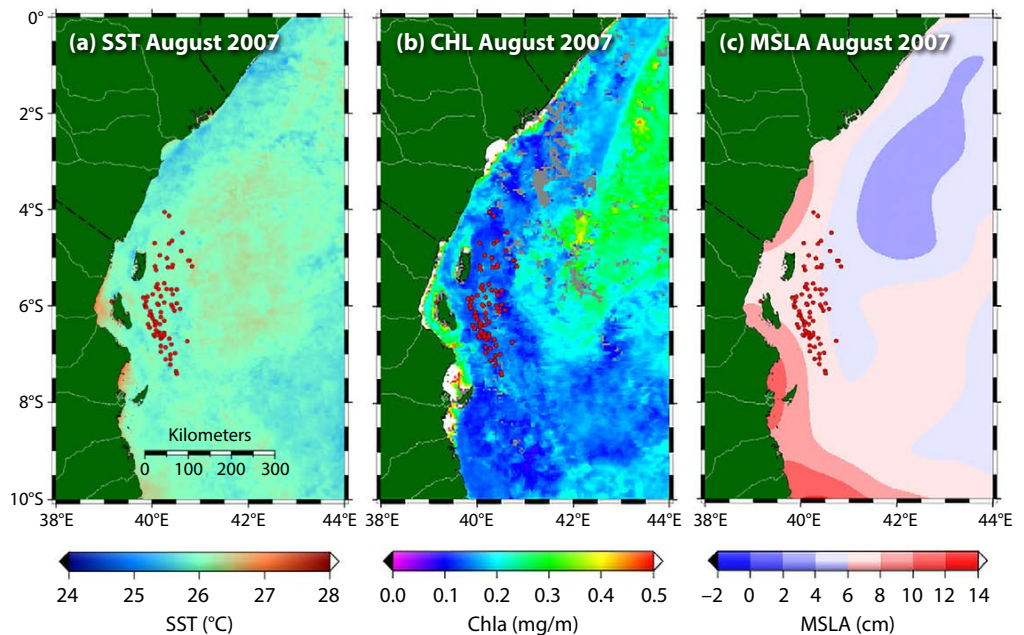 (a) SST August 2007 (b) CHL August 2007 (c) MSLA August 2007
0°
2°S
4°S
6°S
8°S
10°S
Kilometers
0 100 200 300
38°E 40°E 42°E 44°E 38°E 40°E 42°E 44°E 38°E 40°E 42°E 44°E
24 25 26 27 28 0.0 0.1 0.2 0.3 0.4 0.5 –2 0 2 4 6 8 10 12 14
SST (°C) Chla (mg/m) MSLA (cm)